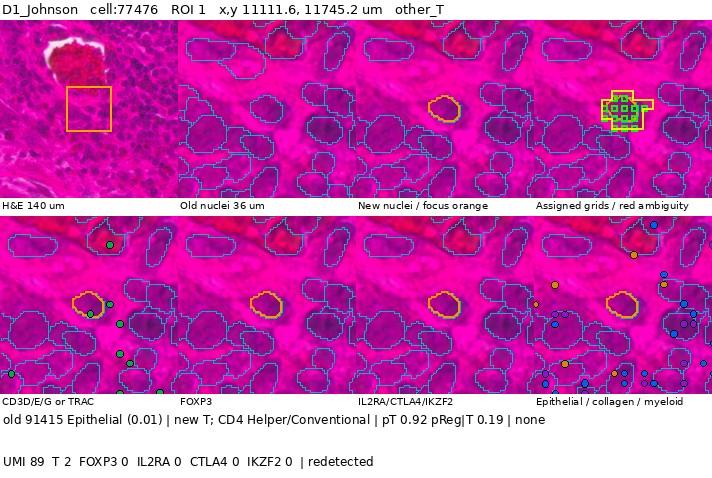 D1_Johnson cell:77476 ROI 1 x,y 11111.6, 11745.2 um other_T
H&E 140 um
Old nuclei 36 um
New nuclei / focus orange
Assigned grids / red ambiguity
CD3D/E/G or TRAC
FOXP3
IL2RA/CTLA4/IKZF2
Epithelial / collagen / myeloid
old 91415 Epithelial (0.01) | new T; CD4 Helper/Conventional | pT 0.92 pReg|T 0.19 | none
UMI 89 T 2 FOXP3 0 IL2RA 0 CTLA4 0 IKZF2 0 | redetected